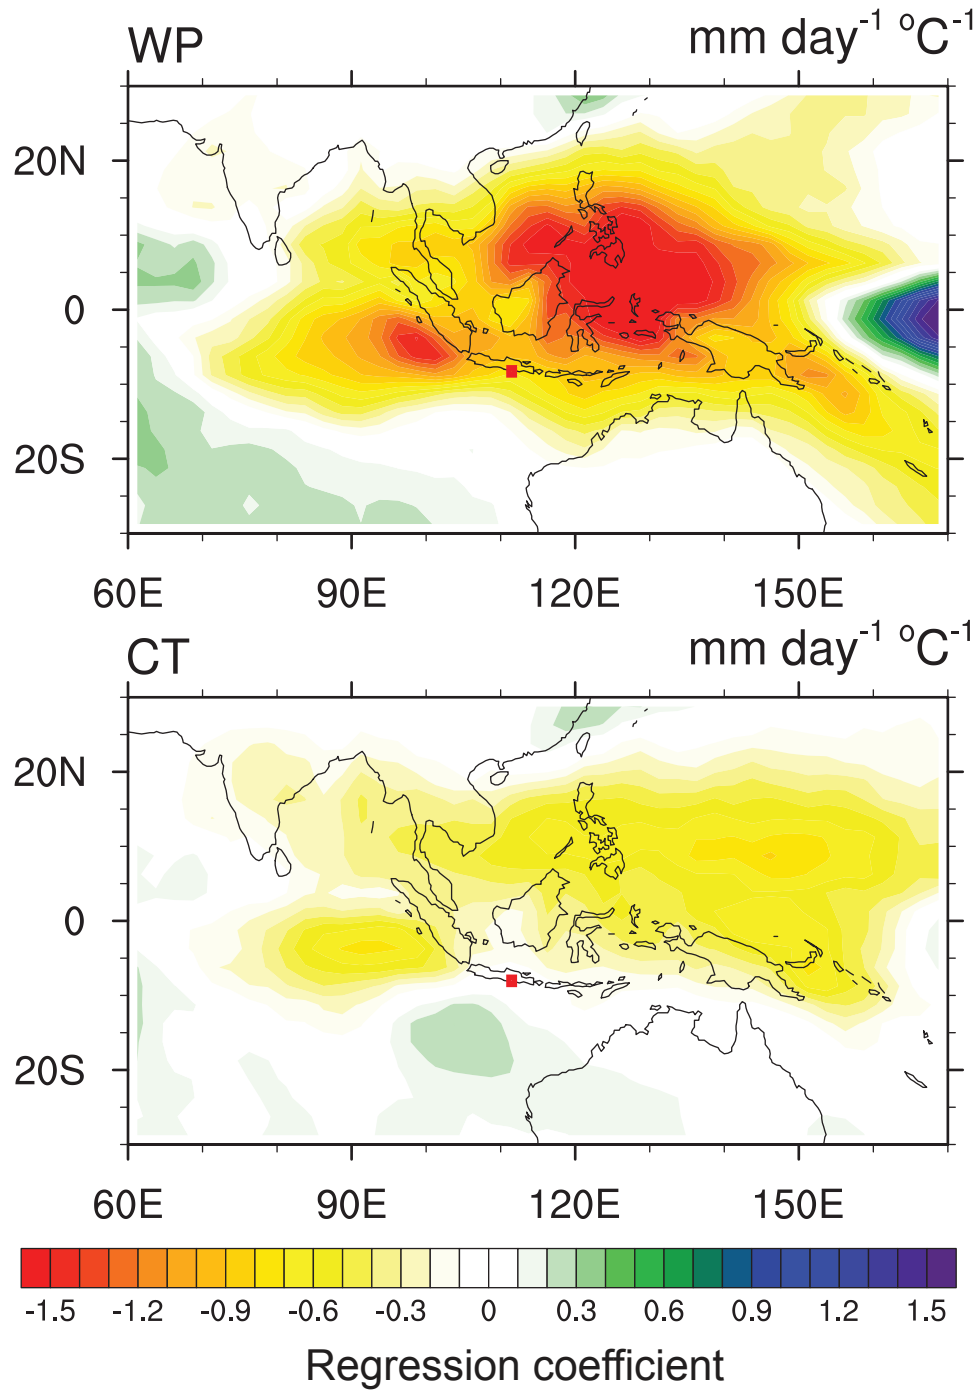 WP mm day⁻¹ °C⁻¹
20N
0
20S
60E 90E 120E 150E
CT mm day⁻¹ °C⁻¹
20N
0
20S
60E 90E 120E 150E
-1.5 -1.2 -0.9 -0.6 -0.3 0 0.3 0.6 0.9 1.2 1.5
Regression coefficient